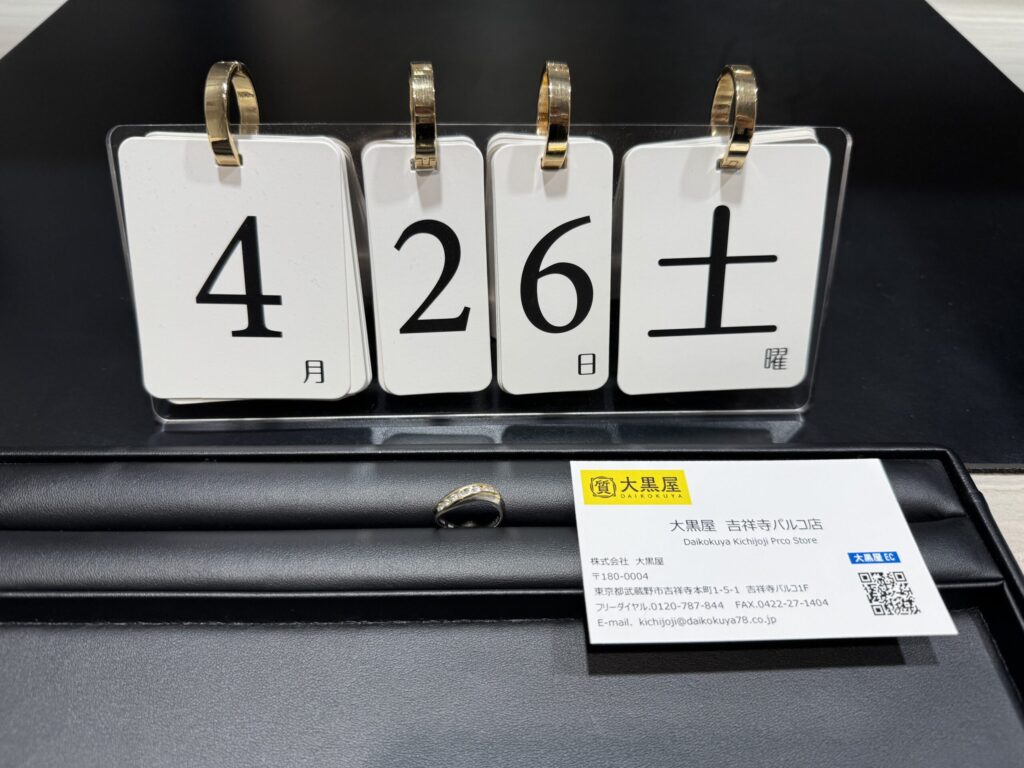 4
月
2
6
日
土
曜
質 大黒屋
DAIKOKUYA
大黒屋 吉祥寺パルコ店
Daikokuya Kichijoji Prco Store
大黒屋 EC
株式会社 大黒屋
〒180-0004
東京都武蔵野市吉祥寺本町1-5-1 吉祥寺パルコ1F
フリーダイヤル.0120-787-844 FAX.0422-27-1404
E-mail. kichijoji@daikokuya78.co.jp